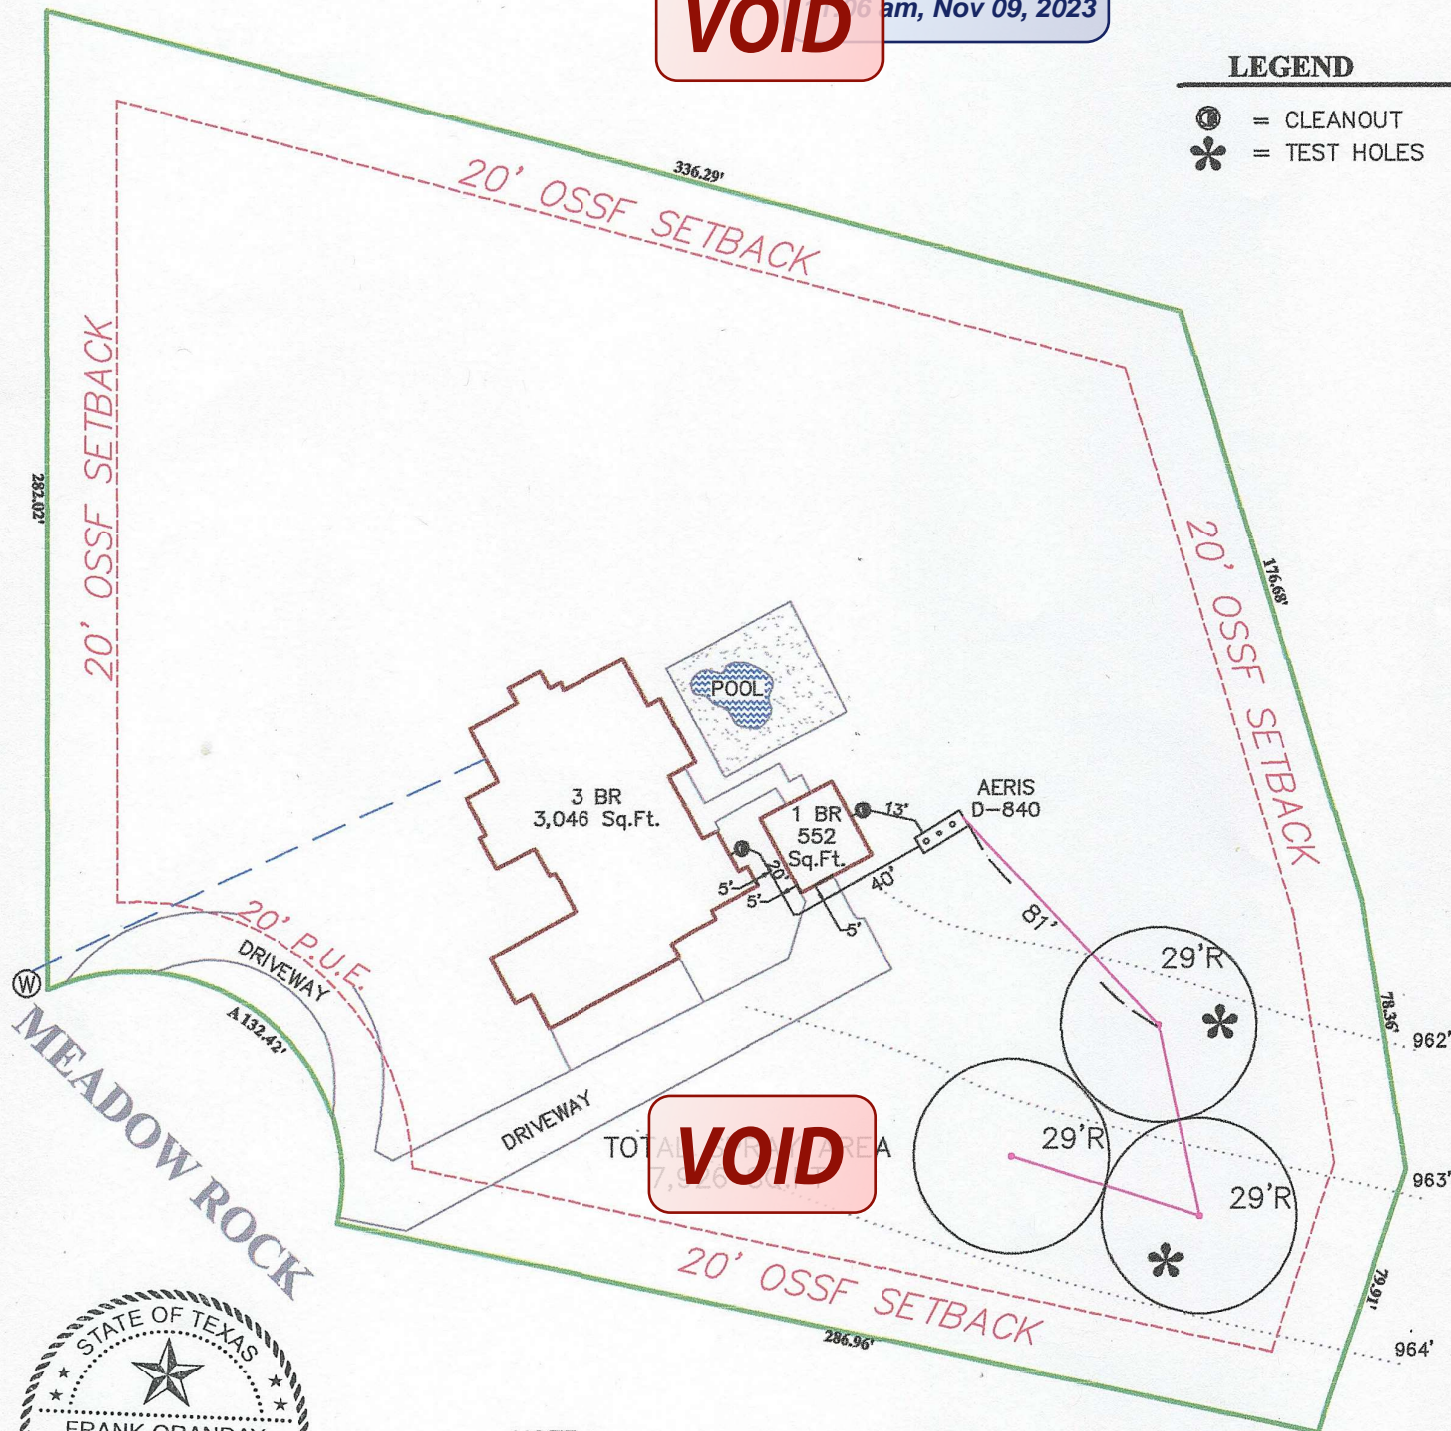 VOID
am, Nov 09, 2023
LEGEND
= CLEANOUT
= TEST HOLES
336.29'
20' OSSF SETBACK
20' OSSF SETBACK
282.02'
20' OSSF SETBACK
176.68'
POOL
3 BR
3,046 Sq.Ft.
1 BR
552
Sq.Ft.
13'
AERIS
D-840
20'
5'
5'
5'
40'
81'
20' P.U.E.
DRIVEWAY
W
A 132.42'
MEADOW ROCK
29'R
29'R
29'R
78.36'
962'
963'
964'
79.91'
DRIVEWAY
TOTAL SPRAY AREA
VOID
20' OSSF SETBACK
286.96'
STATE OF TEXAS